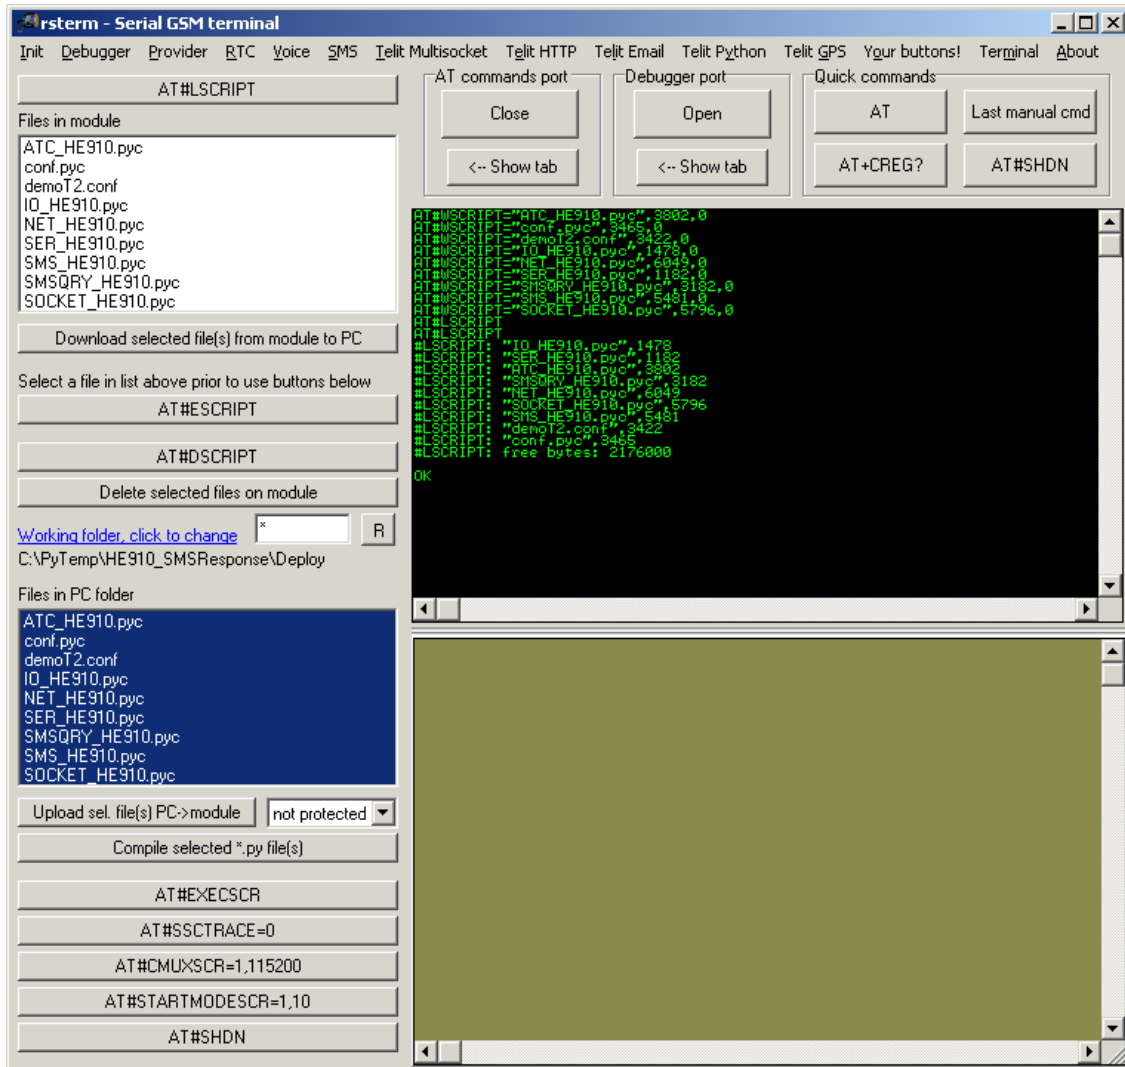 rsterm - Serial GSM terminal
Init Debugger Provider RTC Voice SMS Telit Multisocket Telit HTTP Telit Email Telit Python Telit GPS Your buttons! Terminal About
AT#LSCRIPT
Files in module
ATC_HE910.pyc
conf.pyc
demoT2.conf
IO_HE910.pyc
NET_HE910.pyc
SER_HE910.pyc
SMS_HE910.pyc
SMSQRY_HE910.pyc
SOCKET_HE910.pyc
Download selected file(s) from module to PC
Select a file in list above prior to use buttons below
AT#ESCRIPT
AT#DSCRIPT
Delete selected files on module
Working folder, click to change * R
C:\PyTemp\HE910_SMSResponse\Deploy
Files in PC folder
ATC_HE910.pyc
conf.pyc
demoT2.conf
IO_HE910.pyc
NET_HE910.pyc
SER_HE910.pyc
SMSQRY_HE910.pyc
SMS_HE910.pyc
SOCKET_HE910.pyc
Upload sel. file(s) PC->module not protected
Compile selected *.py file(s)
AT#EXECSCR
AT#SSCTRACE=0
AT#CMUXSCR=1,115200
AT#STARTMODESCR=1,10
AT#SHDN
AT commands port
Close
<-- Show tab
Debugger port
Open
<-- Show tab
Quick commands
AT Last manual cmd
AT+CREG? AT#SHDN
AT#WSCRIPT="ATC_HE910.pyc",3802,0
AT#WSCRIPT="conf.pyc",3465,0
AT#WSCRIPT="demoT2.conf",3422,0
AT#WSCRIPT="IO_HE910.pyc",1478,0
AT#WSCRIPT="NET_HE910.pyc",6049,0
AT#WSCRIPT="SER_HE910.pyc",1182,0
AT#WSCRIPT="SMSQRY_HE910.pyc",3182,0
AT#WSCRIPT="SMS_HE910.pyc",5481,0
AT#WSCRIPT="SOCKET_HE910.pyc",5796,0
AT#LSCRIPT
AT#LSCRIPT
#LSCRIPT: "IO_HE910.pyc",1478
#LSCRIPT: "SER_HE910.pyc",1182
#LSCRIPT: "ATC_HE910.pyc",3802
#LSCRIPT: "SMSQRY_HE910.pyc",3182
#LSCRIPT: "NET_HE910.pyc",6049
#LSCRIPT: "SOCKET_HE910.pyc",5796
#LSCRIPT: "SMS_HE910.pyc",5481
#LSCRIPT: "demoT2.conf",3422
#LSCRIPT: "conf.pyc",3465
#LSCRIPT: free bytes: 2176000
OK